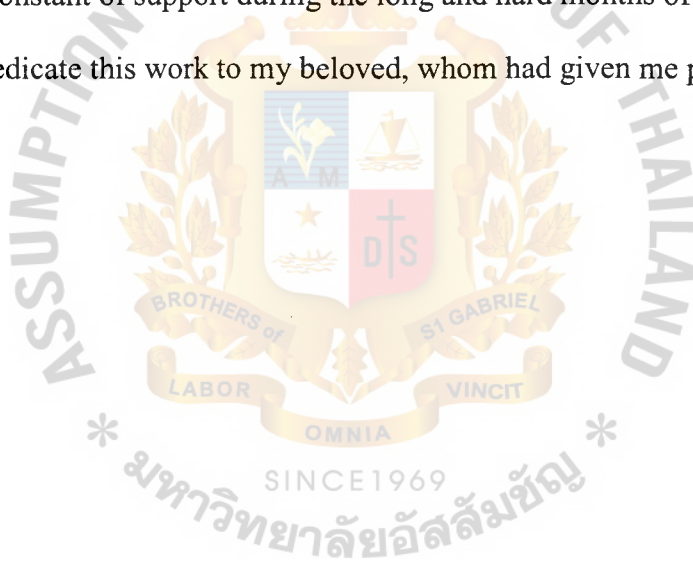 onstant of support during the long and hard months of
edicate this work to my beloved, whom had given me p
ASSUMPTION
OF
THAILAND
A M
D S
BROTHERS of
S1 GABRIEL
LABOR
VINCIT
OMNIA
SINCE1969
มหาวิทยาลัยอัสสัมชัญ